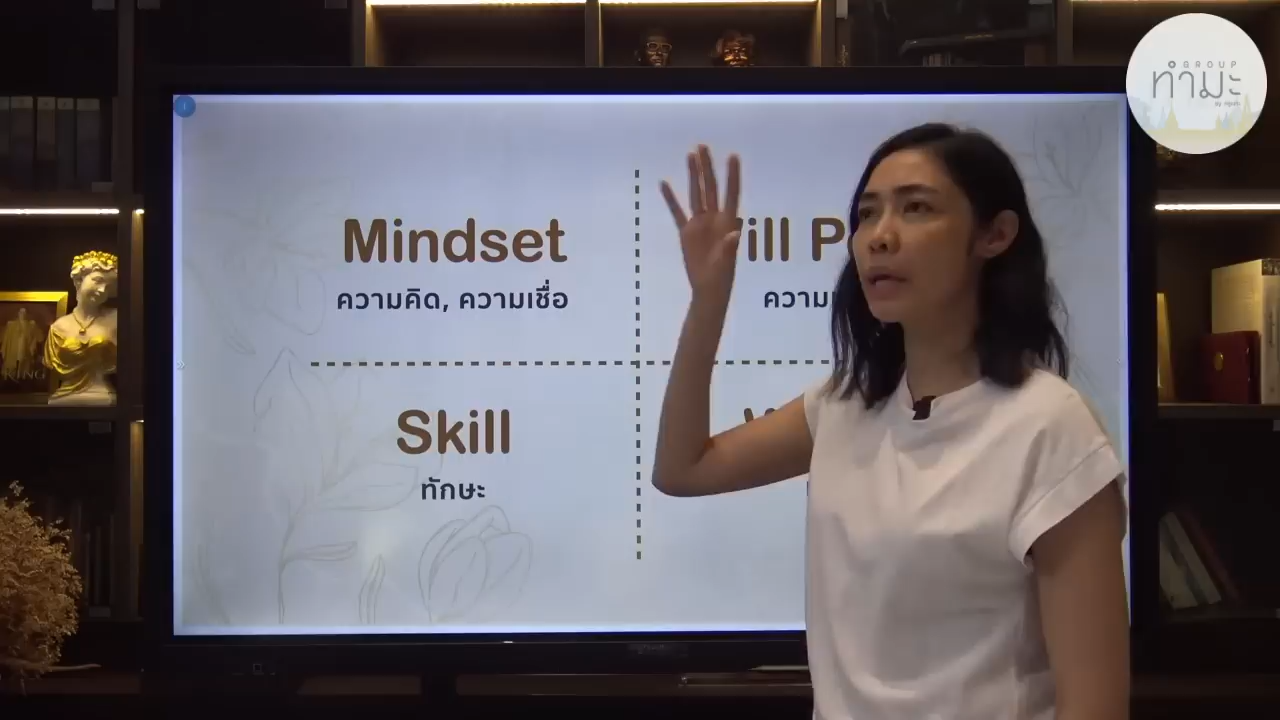 GROUP
ทำมะ
Mindset
ความคิด, ความเชื่อ
Skill
ทักษะ
KING